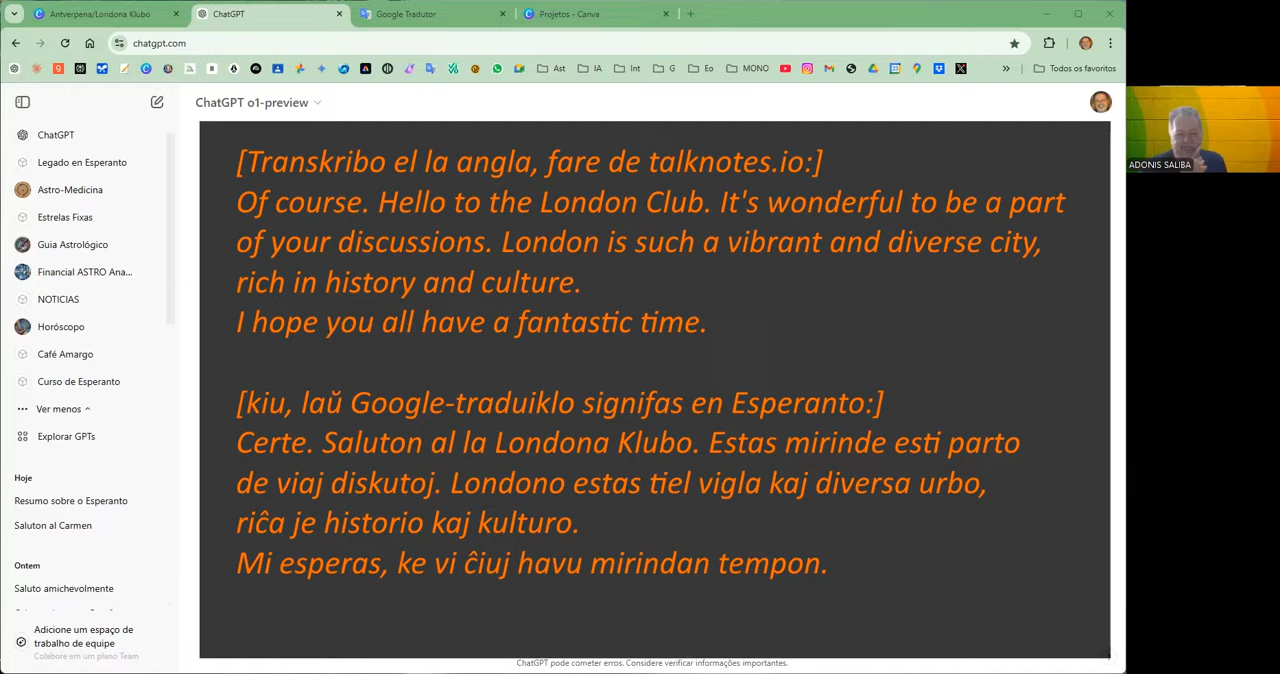 Antverpena/Londona Klubo
ChatGPT
Google Tradutor
Projetos - Canva
chatgpt.com
Ast
IA
Int
G
Eo
MONO
»
Todos os favoritos
ChatGPT o1-preview
ChatGPT
Legado en Esperanto
Astro-Medicina
Estrelas Fixas
Guia Astrológico
Financial ASTRO Ana...
NOTICIAS
Horóscopo
Café Amargo
Curso de Esperanto
Ver menos
Explorar GPTs
Hoje
Resumo sobre o Esperanto
Saluton al Carmen
Ontem
Saluto amichevolmente
Adicione um espaço de
trabalho de equipe
Colabore em um plano Team
[Transkribo el la angla, fare de talknotes.io:]
Of course. Hello to the London Club. It's wonderful to be a part
of your discussions. London is such a vibrant and diverse city,
rich in history and culture.
I hope you all have a fantastic time.
[kiu, laŭ Google-traduiklo signifas en Esperanto:]
Certe. Saluton al la Londona Klubo. Estas mirinde esti parto
de viaj diskutoj. Londono estas tiel vigla kaj diversa urbo,
riĉa je historio kaj kulturo.
Mi esperas, ke vi ĉiuj havu mirindan tempon.
ChatGPT pode cometer erros. Considere verificar informações importantes.
ADONIS SALIBA